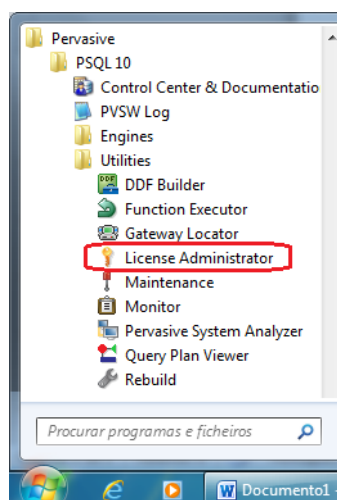 Pervasive
PSQL 10
Control Center & Documentatio
PVSW Log
Engines
Utilities
DDF Builder
Function Executor
Gateway Locator
License Administrator
Maintenance
Monitor
Pervasive System Analyzer
Query Plan Viewer
Rebuild
Procurar programas e ficheiros
Documento1 -